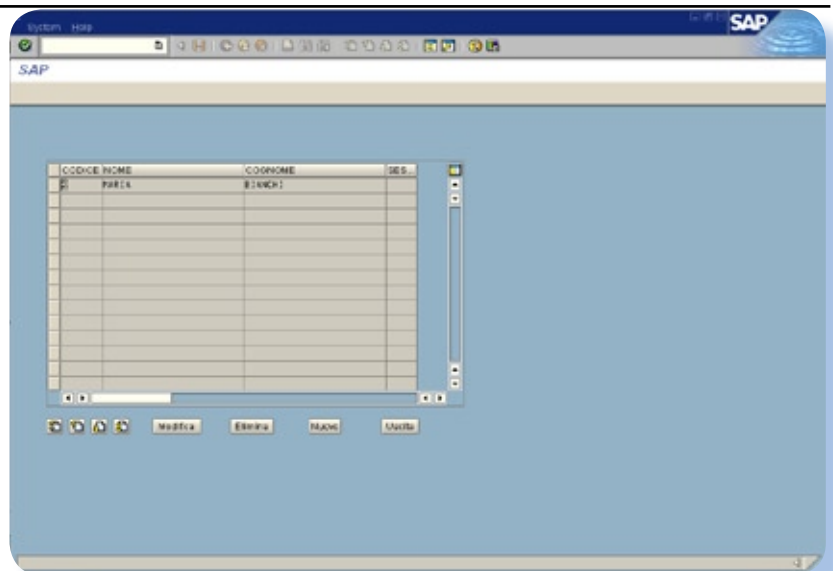 System Help
SAP
SAP
CODICE NOME COGNOME SES...
MARIA BIANCHI
Modifica Elimina Nuovo Uscita